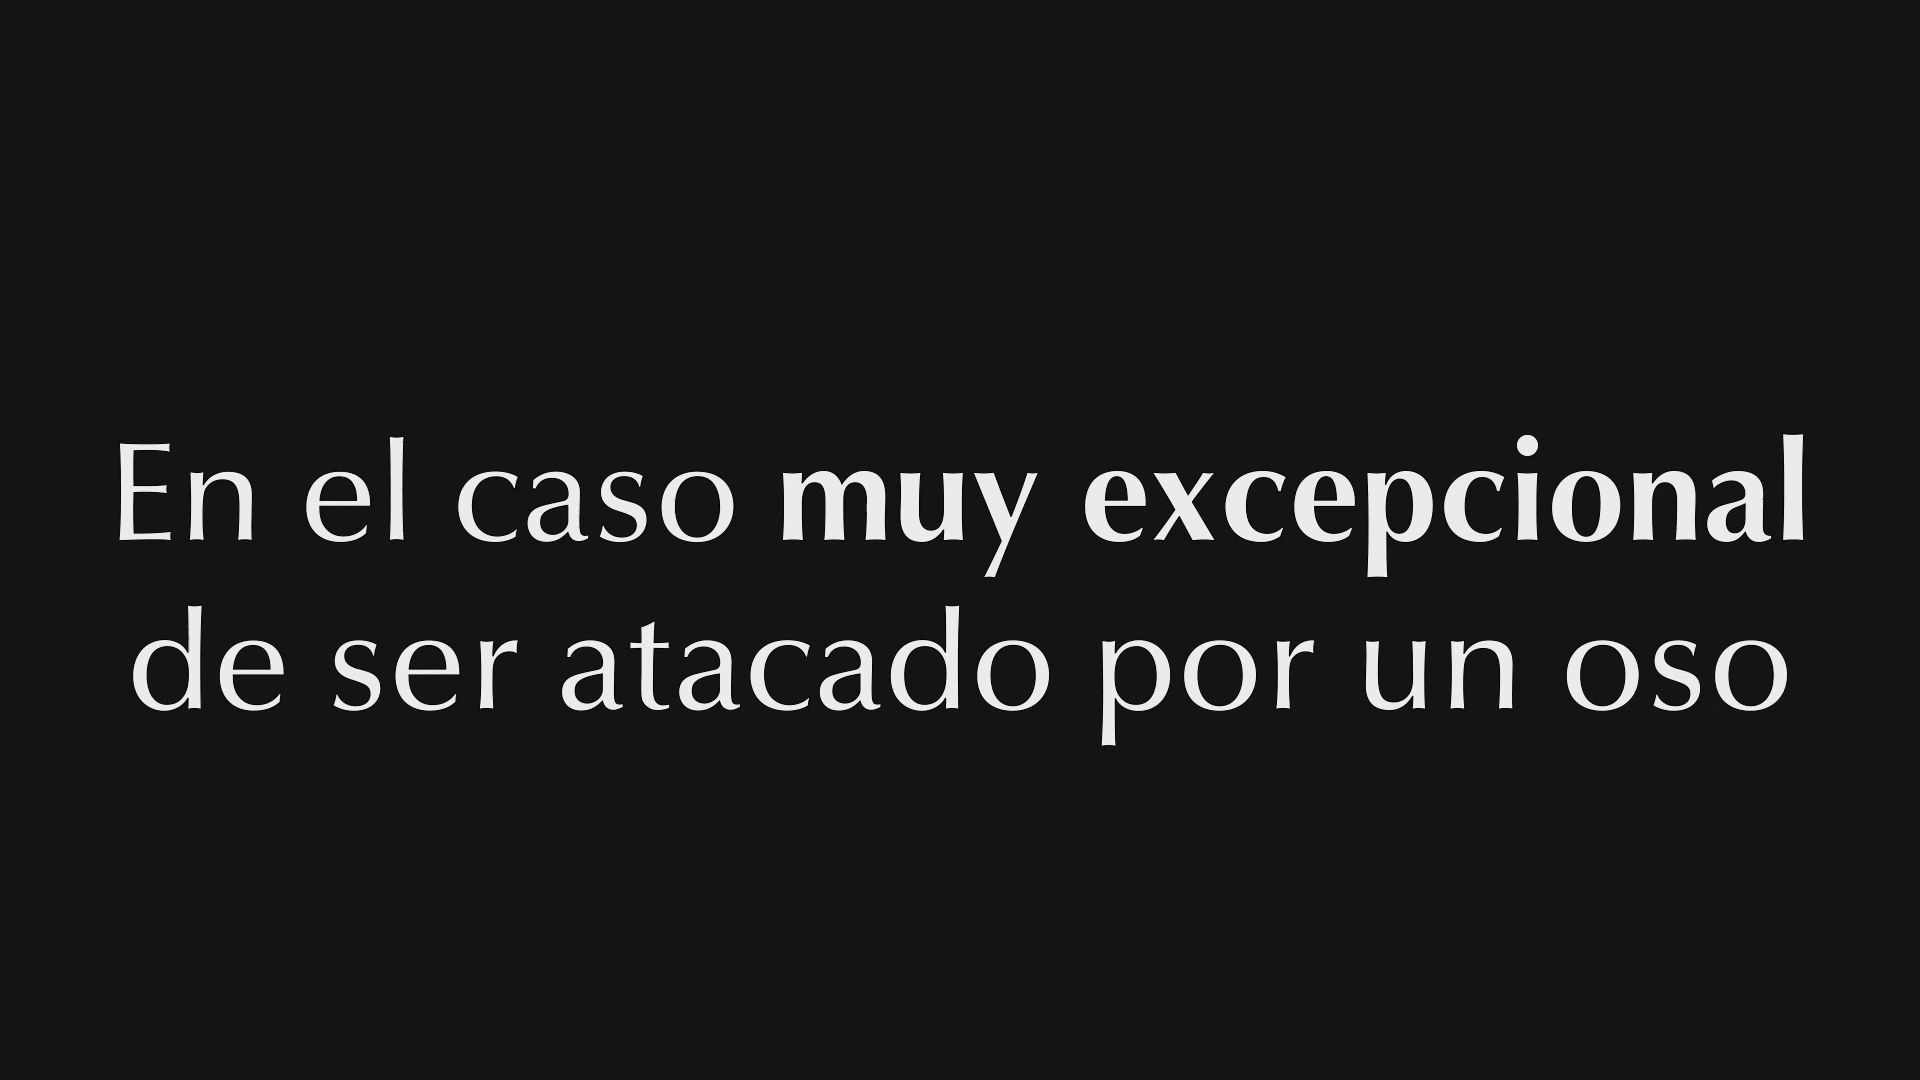 En el caso muy excepcional
de ser atacado por un oso